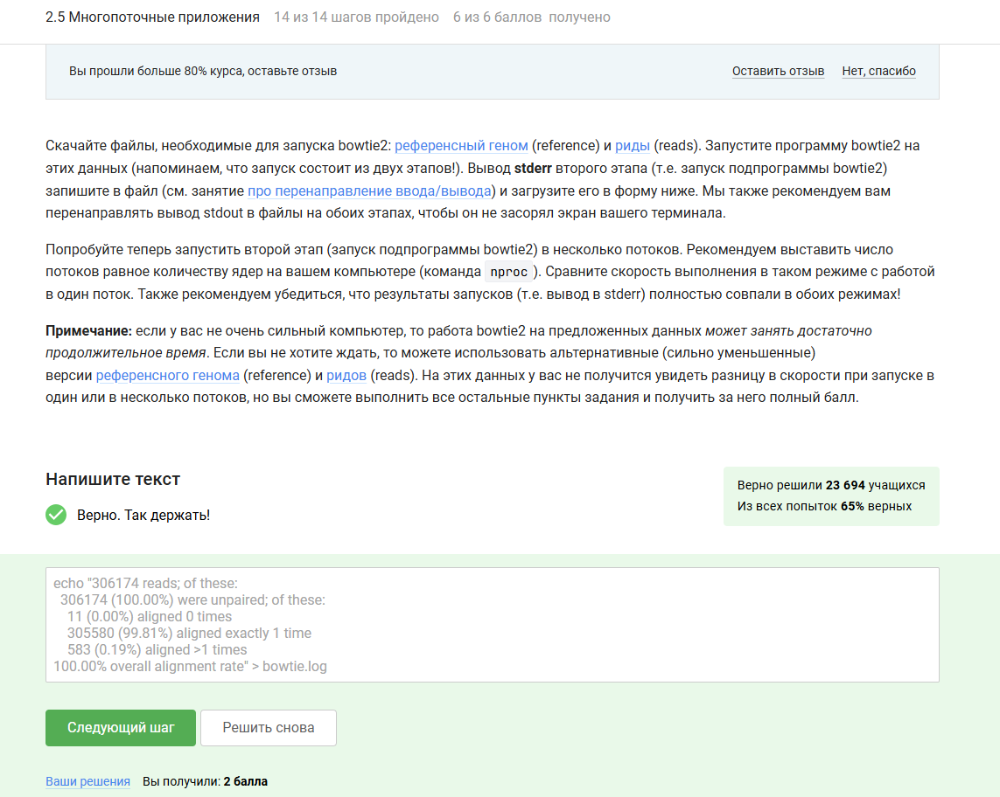 2.5 Многопоточные приложения 14 из 14 шагов пройдено 6 из 6 баллов получено
Вы прошли больше 80% курса, оставьте отзыв Оставить отзыв Нет, спасибо
Скачайте файлы, необходимые для запуска bowtie2: референсный геном (reference) и риды (reads). Запустите программу bowtie2 на
этих данных (напоминаем, что запуск состоит из двух этапов!). Вывод stderr второго этапа (т.е. запуск подпрограммы bowtie2)
запишите в файл (см. занятие про перенаправление ввода/вывода) и загрузите его в форму ниже. Мы также рекомендуем вам
перенаправлять вывод stdout в файлы на обоих этапах, чтобы он не засорял экран вашего терминала.
Попробуйте теперь запустить второй этап (запуск подпрограммы bowtie2) в несколько потоков. Рекомендуем выставить число
потоков равное количеству ядер на вашем компьютере (команда nproc). Сравните скорость выполнения в таком режиме с работой
в один поток. Также рекомендуем убедиться, что результаты запусков (т.е. вывод в stderr) полностью совпали в обоих режимах!
Примечание: если у вас не очень сильный компьютер, то работа bowtie2 на предложенных данных может занять достаточно
продолжительное время. Если вы не хотите ждать, то можете использовать альтернативные (сильно уменьшенные)
версии референсного генома (reference) и ридов (reads). На этих данных у вас не получится увидеть разницу в скорости при запуске в
один или в несколько потоков, но вы сможете выполнить все остальные пункты задания и получить за него полный балл.
Напишите текст
Верно решили 23 694 учащихся
Из всех попыток 65% верных
Верно. Так держать!
echo "306174 reads; of these:
306174 (100.00%) were unpaired; of these:
11 (0.00%) aligned 0 times
305580 (99.81%) aligned exactly 1 time
583 (0.19%) aligned >1 times
100.00% overall alignment rate" > bowtie.log
Следующий шаг Решить снова
Ваши решения Вы получили: 2 балла